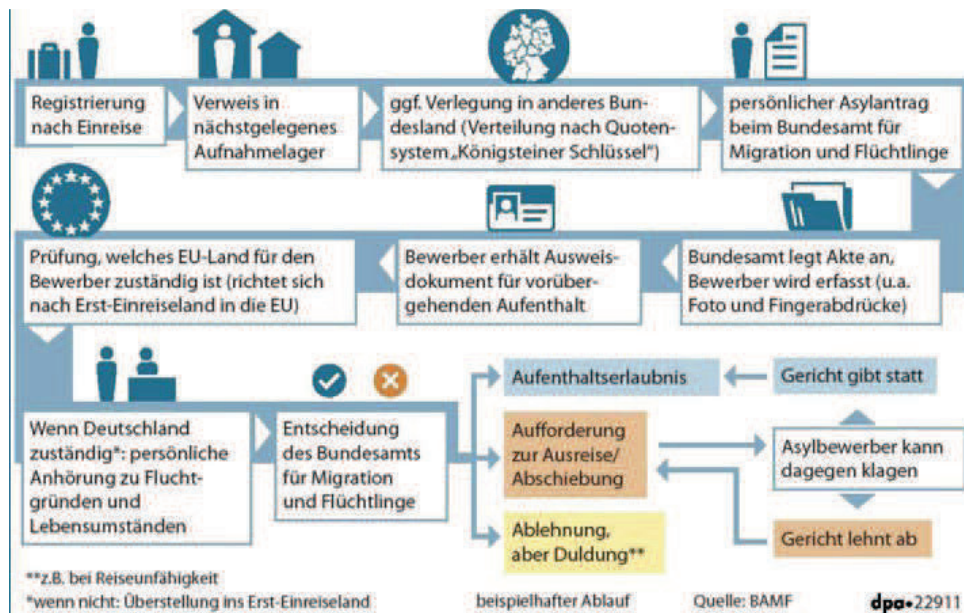 Registrierung
nach Einreise
Verweis in
nächstgelegenes
Aufnahmelager
ggf. Verlegung in anderes Bun-
desland (Verteilung nach Quoten-
system „Königsteiner Schlüssel“)
persönlicher Asylantrag
beim Bundesamt für
Migration und Flüchtlinge
Bundesamt legt Akte an,
Bewerber wird erfasst (u.a.
Foto und Fingerabdrücke)
Bewerber erhält Ausweis-
dokument für vorüber-
gehenden Aufenthalt
Prüfung, welches EU-Land für den
Bewerber zuständig ist (richtet sich
nach Erst-Einreiseland in die EU)
Wenn Deutschland
zuständig*: persönliche
Anhörung zu Flucht-
gründen und
Lebensumständen
Entscheidung
des Bundesamts
für Migration
und Flüchtlinge
Aufenthaltserlaubnis
Aufforderung
zur Ausreise/
Abschiebung
Ablehnung,
aber Duldung**
Gericht gibt statt
Asylbewerber kann
dagegen klagen
Gericht lehnt ab
**z.B. bei Reiseunfähigkeit
*wenn nicht: Überstellung ins Erst-Einreiseland
beispielhafter Ablauf
Quelle: BAMF
dpa•22911